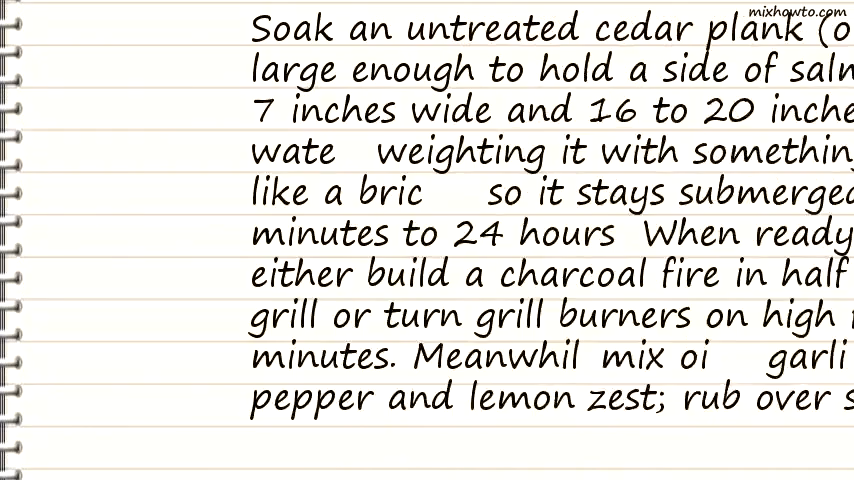 mixhowto.com
Soak an untreated cedar plank (o
large enough to hold a side of salm
7 inches wide and 16 to 20 inche
wate weighting it with something
like a bric so it stays submerged
minutes to 24 hours When ready
either build a charcoal fire in half
grill or turn grill burners on high
minutes. Meanwhil mix oi garli
pepper and lemon zest; rub over s